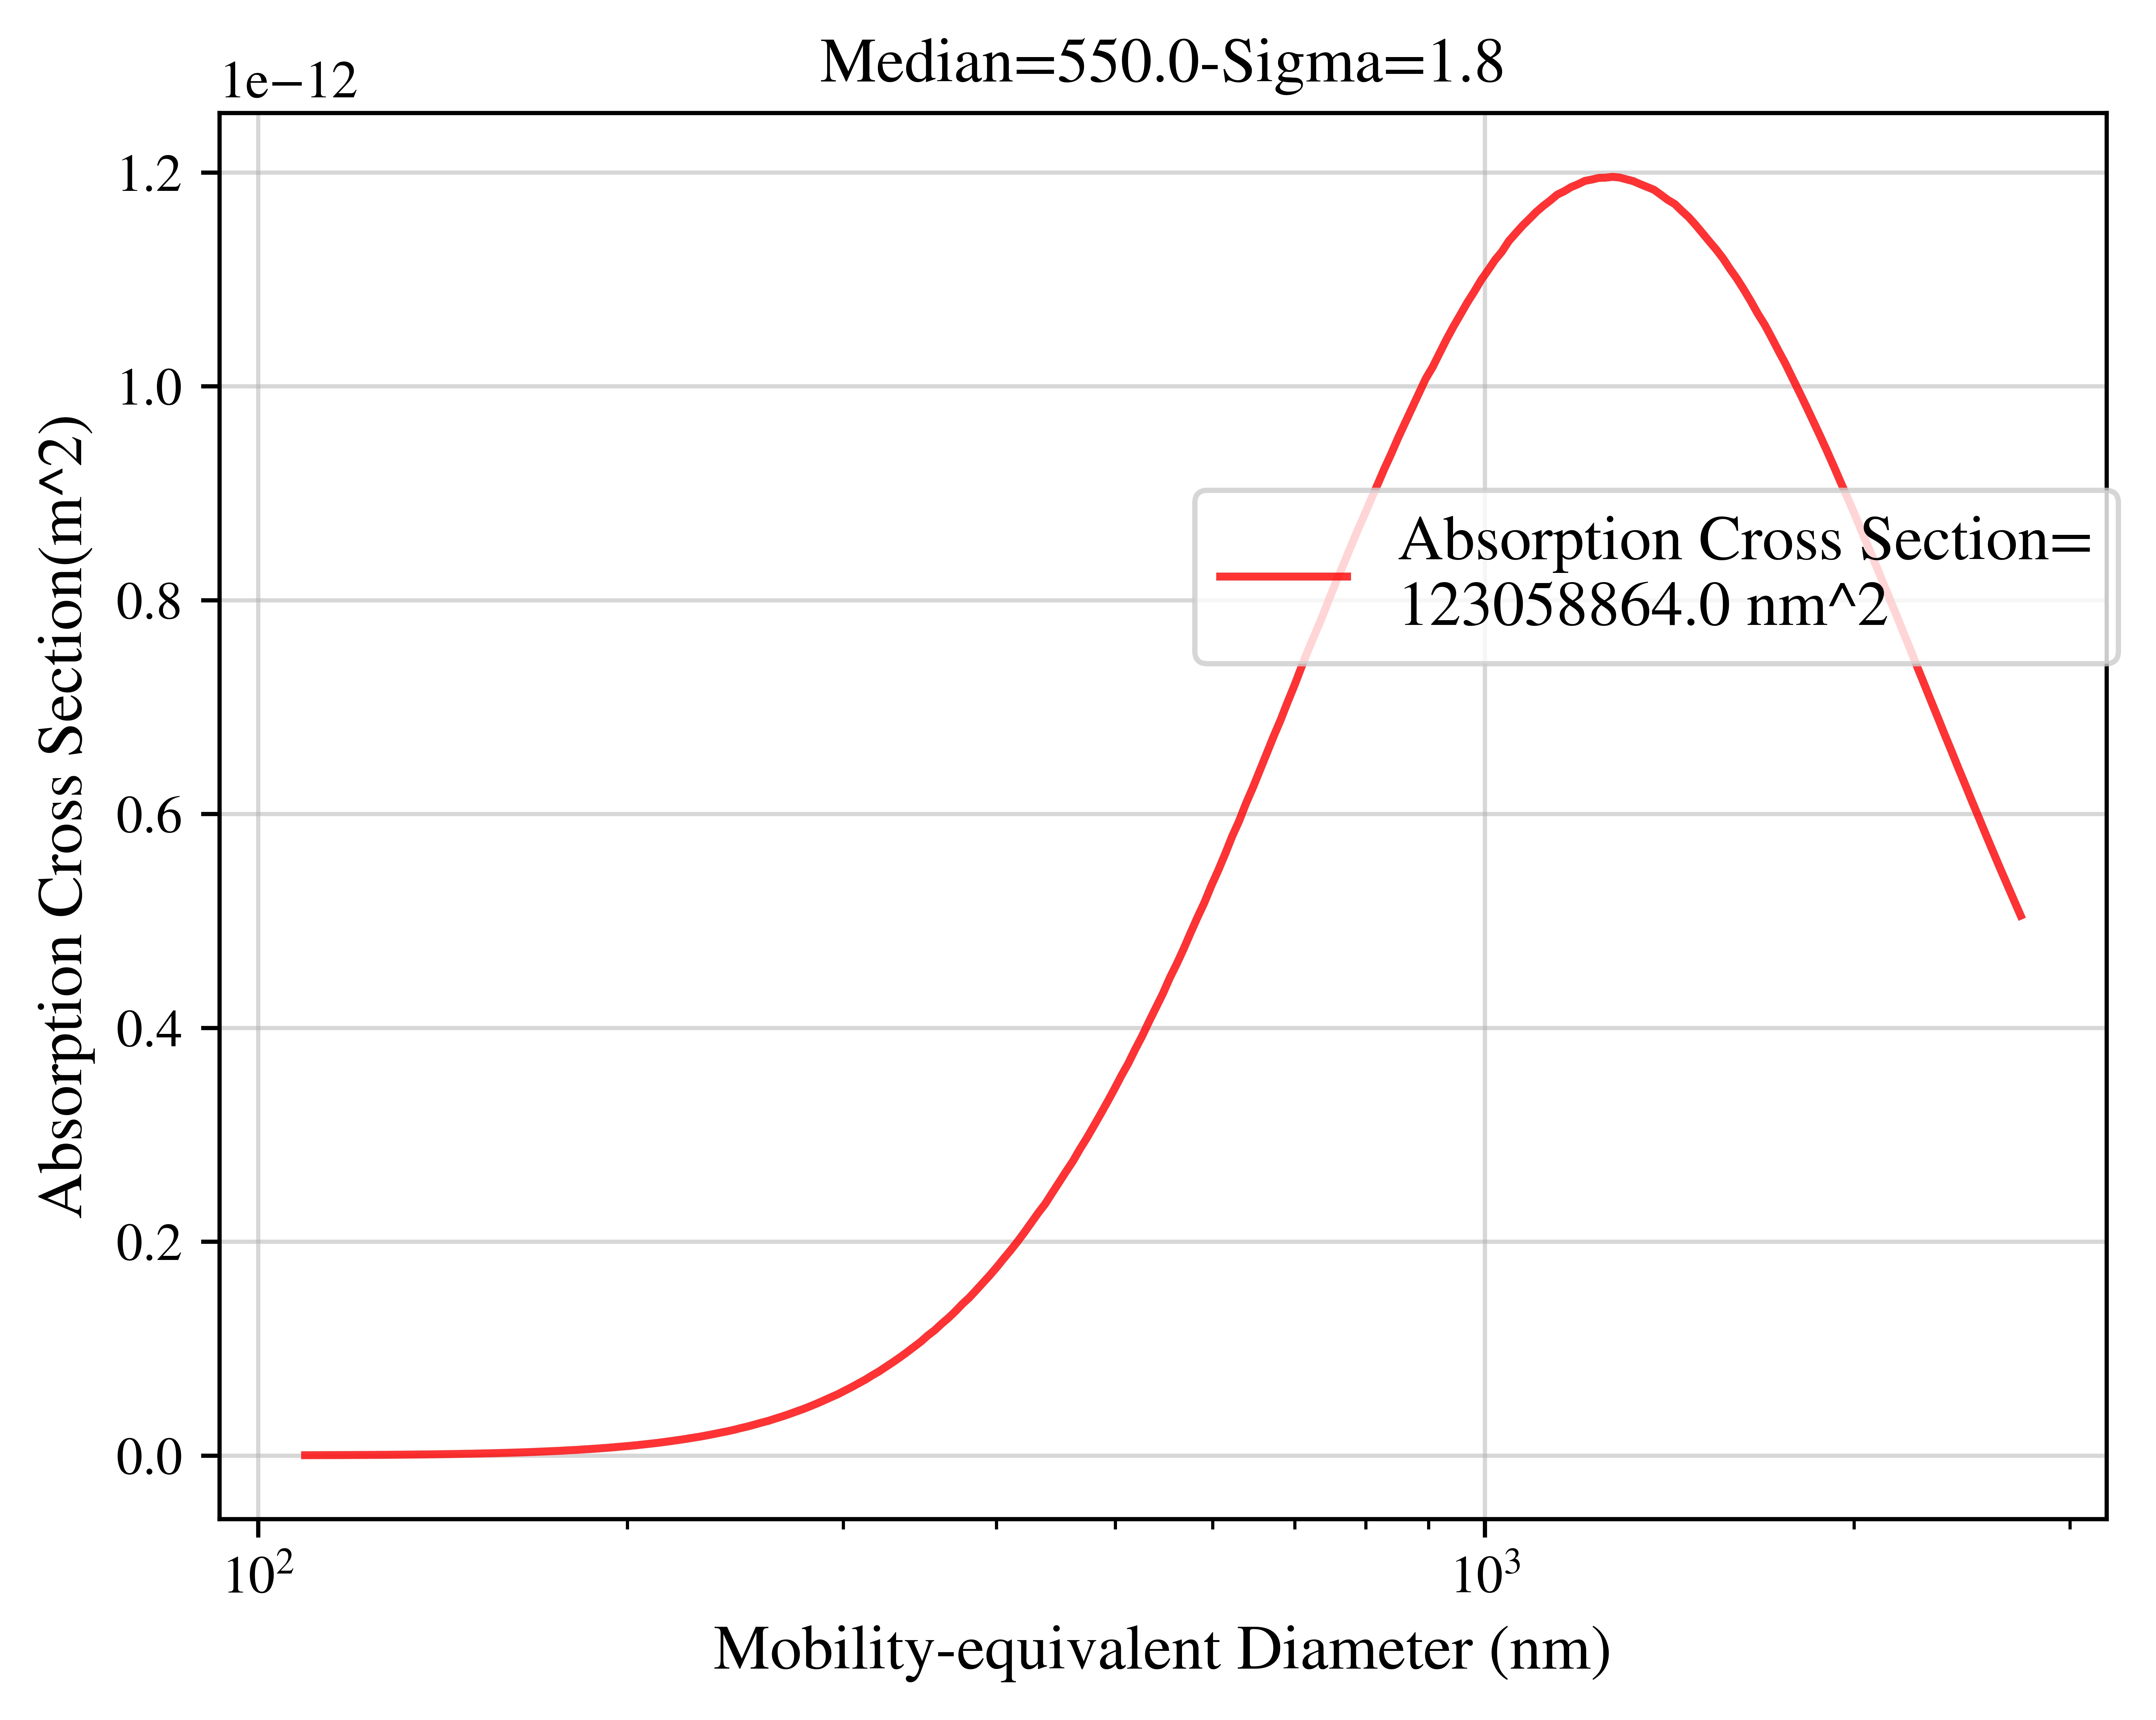 Median=550.0-Sigma=1.8
1e−12
1.2
1.0
0.8
0.6
0.4
0.2
0.0
Absorption Cross Section(m^2)
Absorption Cross Section=
123058864.0 nm^2
10²
10³
Mobility-equivalent Diameter (nm)